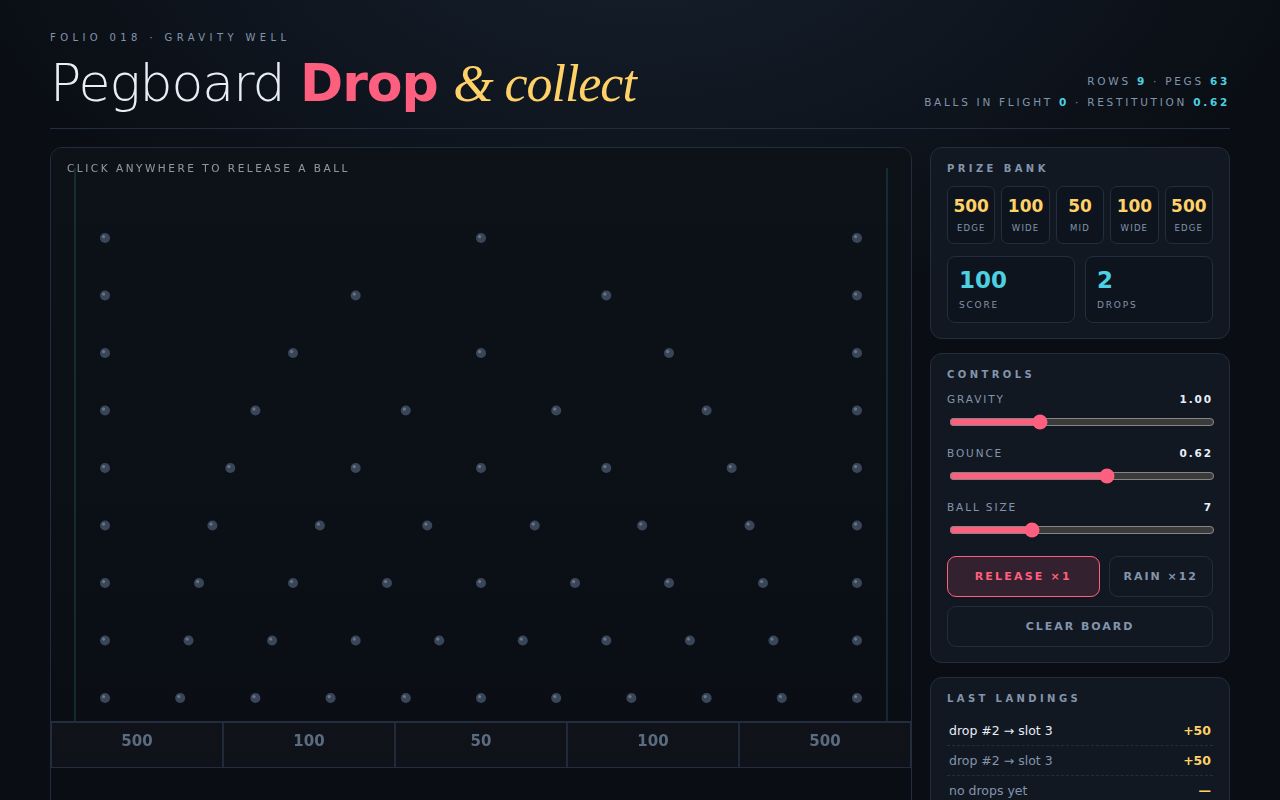 FOLIO 018 · GRAVITY WELL
Pegboard Drop & collect
ROWS 9 · PEGS 63
BALLS IN FLIGHT 0 · RESTITUTION 0.62
CLICK ANYWHERE TO RELEASE A BALL
500 100 50 100 500
PRIZE BANK
500 100 50 100 500
EDGE WIDE MID WIDE EDGE
100 2
SCORE DROPS
CONTROLS
GRAVITY 1.00
BOUNCE 0.62
BALL SIZE 7
RELEASE ×1 RAIN ×12
CLEAR BOARD
LAST LANDINGS
drop #2 → slot 3 +50
drop #2 → slot 3 +50
no drops yet —